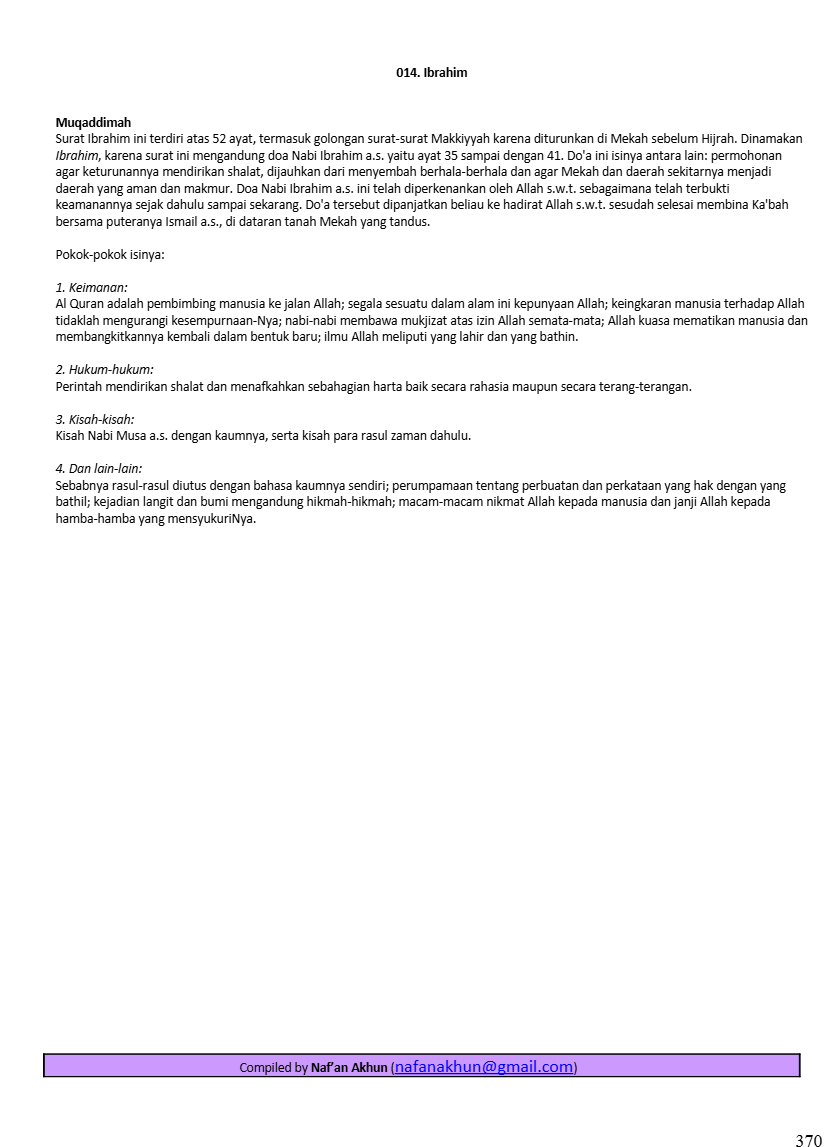 014. Ibrahim
Muqaddimah
Surat Ibrahim ini terdiri atas 52 ayat, termasuk golongan surat-surat Makkiyyah karena diturunkan di Mekah sebelum Hijrah. Dinamakan
Ibrahim, karena surat ini mengandung doa Nabi Ibrahim a.s. yaitu ayat 35 sampai dengan 41. Do'a ini isinya antara lain: permohonan
agar keturunannya mendirikan shalat, dijauhkan dari menyembah berhala-berhala dan agar Mekah dan daerah sekitarnya menjadi
daerah yang aman dan makmur. Doa Nabi Ibrahim a.s. ini telah diperkenankan oleh Allah s.w.t. sebagaimana telah terbukti
keamanannya sejak dahulu sampai sekarang. Do'a tersebut dipanjatkan beliau ke hadirat Allah s.w.t. sesudah selesai membina Ka'bah
bersama puteranya Ismail a.s., di dataran tanah Mekah yang tandus.
Pokok-pokok isinya:
1. Keimanan:
Al Quran adalah pembimbing manusia ke jalan Allah; segala sesuatu dalam alam ini kepunyaan Allah; keingkaran manusia terhadap Allah
tidaklah mengurangi kesempurnaan-Nya; nabi-nabi membawa mukjizat atas izin Allah semata-mata; Allah kuasa mematikan manusia dan
membangkitkannya kembali dalam bentuk baru; ilmu Allah meliputi yang lahir dan yang bathin.
2. Hukum-hukum:
Perintah mendirikan shalat dan menafkahkan sebahagian harta baik secara rahasia maupun secara terang-terangan.
3. Kisah-kisah:
Kisah Nabi Musa a.s. dengan kaumnya, serta kisah para rasul zaman dahulu.
4. Dan lain-lain:
Sebabnya rasul-rasul diutus dengan bahasa kaumnya sendiri; perumpamaan tentang perbuatan dan perkataan yang hak dengan yang
bathil; kejadian langit dan bumi mengandung hikmah-hikmah; macam-macam nikmat Allah kepada manusia dan janji Allah kepada
hamba-hamba yang mensyukuriNya.
Compiled by Naf’an Akhun (nafanakhun@gmail.com)
370